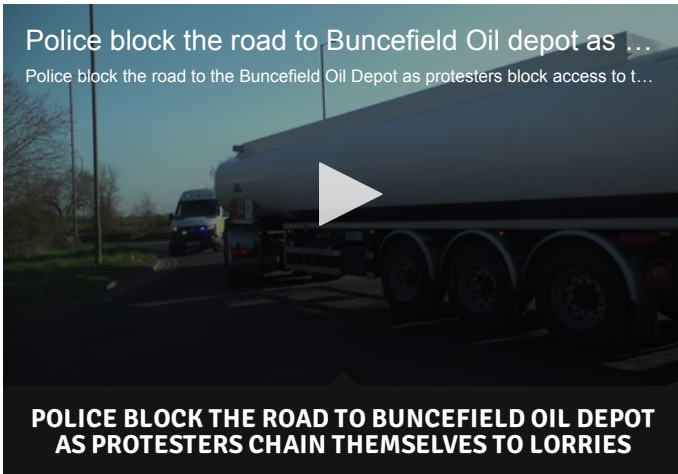 Police block the road to Buncefield Oil depot as …
Police block the road to the Buncefield Oil Depot as protesters block access to t…
POLICE BLOCK THE ROAD TO BUNCEFIELD OIL DEPOT
AS PROTESTERS CHAIN THEMSELVES TO LORRIES